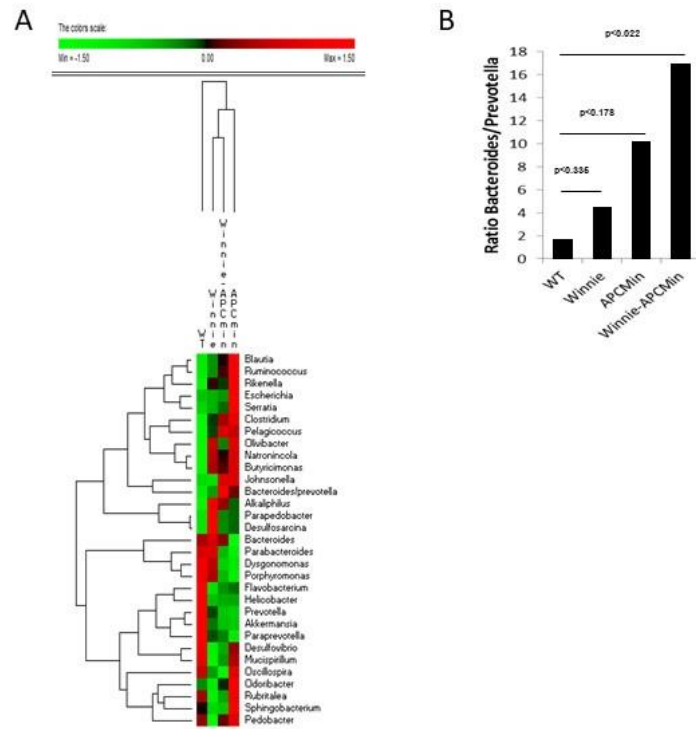 A
The colors scale:
Min = -1.50 0.00 Max = 1.50
WT
Winnie
Winnie-APCmin
APCmin
Blautia
Ruminococcus
Rikenella
Escherichia
Serratia
Clostridium
Pelagicoccus
Olivibacter
Natronincola
Butyricimonas
Johnsonella
Bacteroides/prevotella
Alkaliphilus
Parapedobacter
Desulfosarcina
Bacteroides
Parabacteroides
Dysgonomonas
Porphyromonas
Flavobacterium
Helicobacter
Prevotella
Akkermansia
Paraprevotella
Desulfovibrio
Mucispirillum
Oscillospira
Odoribacter
Rubritalea
Sphingobacterium
Pedobacter
B
Ratio Bacteroides/Prevotella
18
16
14
12
10
8
6
4
2
0
p<0.022
p<0.178
p<0.335
WT
Winnie
APCMin
Winnie-APCMin